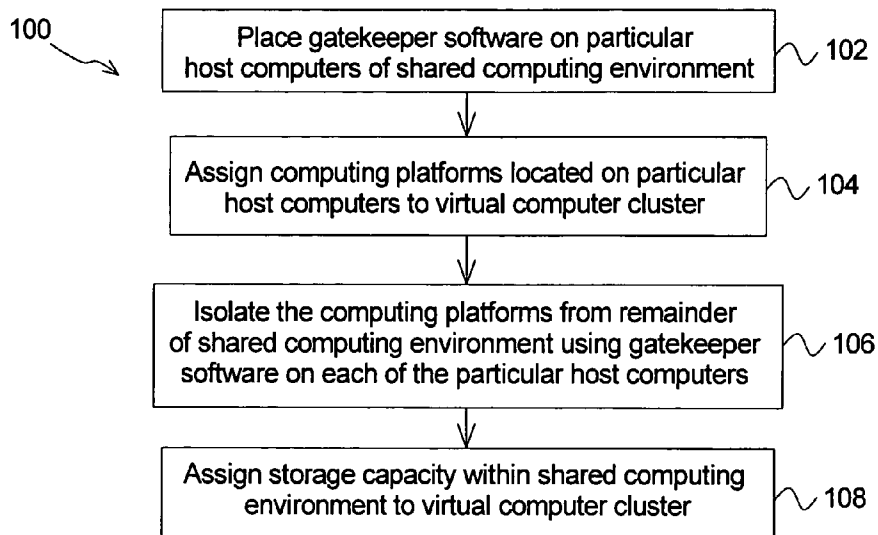 100
Place gatekeeper software on particular
host computers of shared computing environment
102
Assign computing platforms located on particular
host computers to virtual computer cluster
104
Isolate the computing platforms from remainder
of shared computing environment using gatekeeper
software on each of the particular host computers
106
Assign storage capacity within shared computing
environment to virtual computer cluster
108